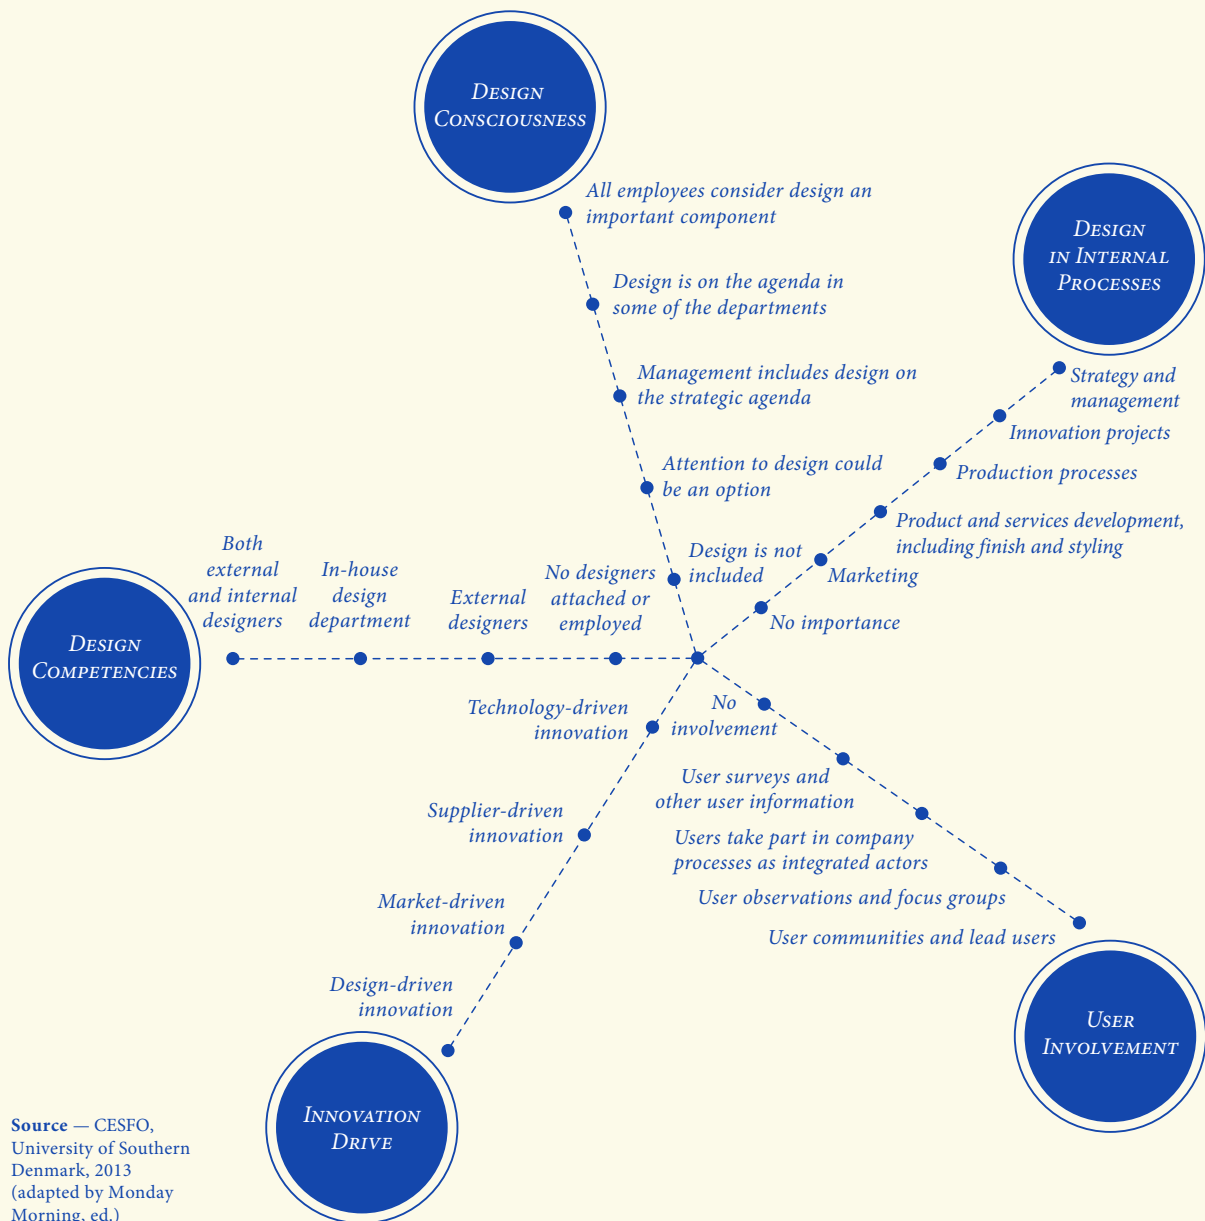 DESIGN
CONSCIOUSNESS
All employees consider design an
important component
Design is on the agenda in
some of the departments
Management includes design on
the strategic agenda
Attention to design could
be an option
Design is not
included
DESIGN
IN INTERNAL
PROCESSES
Strategy and
management
Innovation projects
Production processes
Product and services development,
including finish and styling
Marketing
No importance
DESIGN
COMPETENCIES
Both
external
and internal
designers
In-house
design
department
External
designers
No designers
attached or
employed
Technology-driven
innovation
Supplier-driven
innovation
Market-driven
innovation
Design-driven
innovation
INNOVATION
DRIVE
No
involvement
User surveys and
other user information
Users take part in company
processes as integrated actors
User observations and focus groups
User communities and lead users
USER
INVOLVEMENT
Source — CESFO,
University of Southern
Denmark, 2013
(adapted by Monday
Morning, ed.)